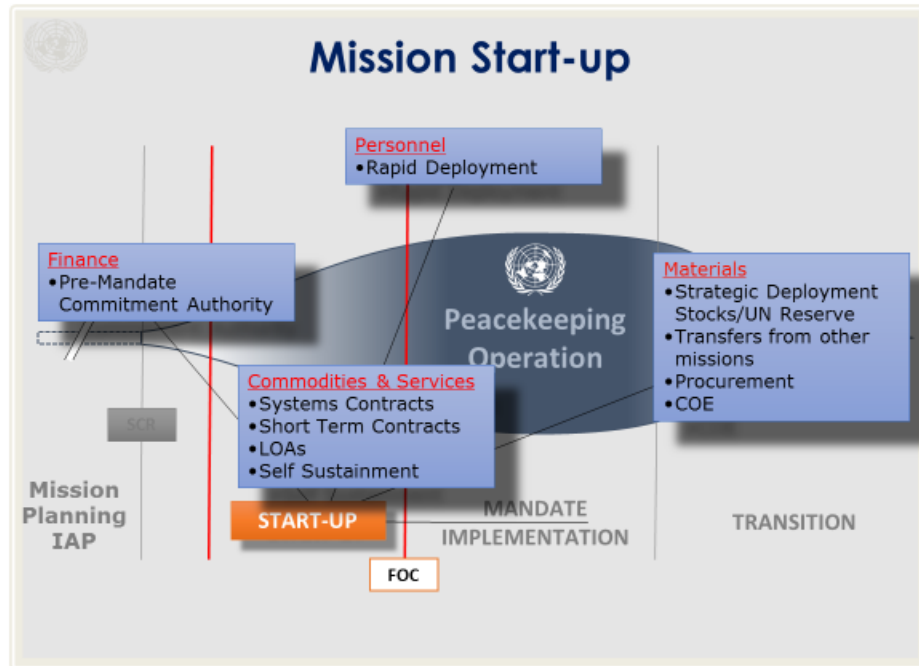 Mission Start-up
Personnel
•Rapid Deployment
Finance
•Pre-Mandate
Commitment Authority
Peacekeeping
Operation
Materials
•Strategic Deployment
Stocks/UN Reserve
•Transfers from other
missions
•Procurement
•COE
Commodities & Services
•Systems Contracts
•Short Term Contracts
•LOAs
•Self Sustainment
SCR
Mission
Planning
IAP
START-UP
MANDATE
IMPLEMENTATION
TRANSITION
FOC